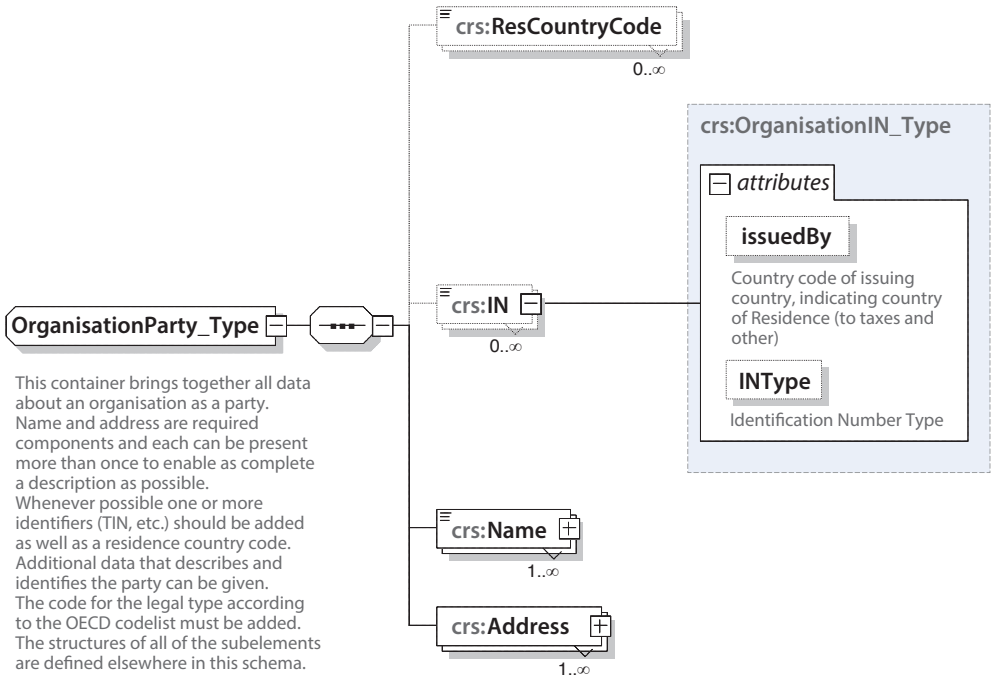 crs:ResCountryCode
0..∞
crs:OrganisationIN_Type
attributes
issuedBy
Country code of issuing
country, indicating country
of Residence (to taxes and
other)
INType
Identification Number Type
crs:IN
0..∞
OrganisationParty_Type
This container brings together all data
about an organisation as a party.
Name and address are required
components and each can be present
more than once to enable as complete
a description as possible.
Whenever possible one or more
identifiers (TIN, etc.) should be added
as well as a residence country code.
Additional data that describes and
identifies the party can be given.
The code for the legal type according
to the OECD codelist must be added.
The structures of all of the subelements
are defined elsewhere in this schema.
crs:Name
1..∞
crs:Address
1..∞